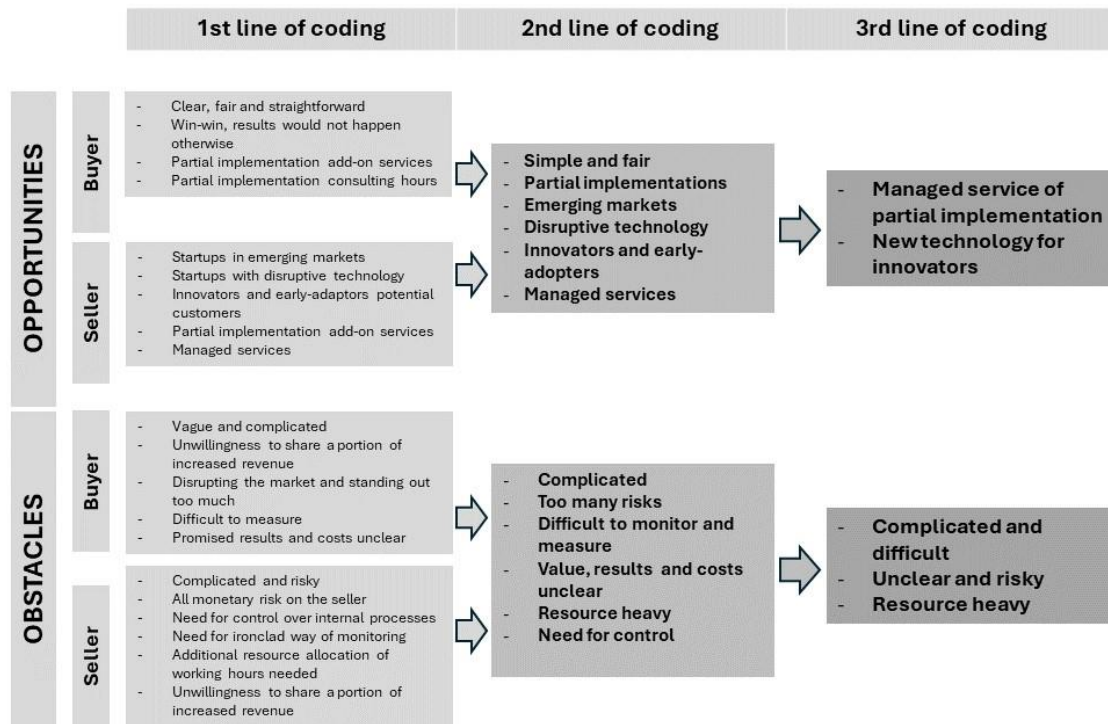 1st line of coding
2nd line of coding
3rd line of coding
OPPORTUNITIES
Buyer
- Clear, fair and straightforward
- Win-win, results would not happen
otherwise
- Partial implementation add-on services
- Partial implementation consulting hours
Seller
- Startups in emerging markets
- Startups with disruptive technology
- Innovators and early-adaptors potential
customers
- Partial implementation add-on services
- Managed services
- Simple and fair
- Partial implementations
- Emerging markets
- Disruptive technology
- Innovators and early-
adopters
- Managed services
- Managed service of
partial implementation
- New technology for
innovators
OBSTACLES
Buyer
- Vague and complicated
- Unwillingness to share a portion of
increased revenue
- Disrupting the market and standing out
too much
- Difficult to measure
- Promised results and costs unclear
Seller
- Complicated and risky
- All monetary risk on the seller
- Need for control over internal processes
- Need for ironclad way of monitoring
- Additional resource allocation of
working hours needed
- Unwillingness to share a portion of
increased revenue
- Complicated
- Too many risks
- Difficult to monitor and
measure
- Value, results and costs
unclear
- Resource heavy
- Need for control
- Complicated and
difficult
- Unclear and risky
- Resource heavy